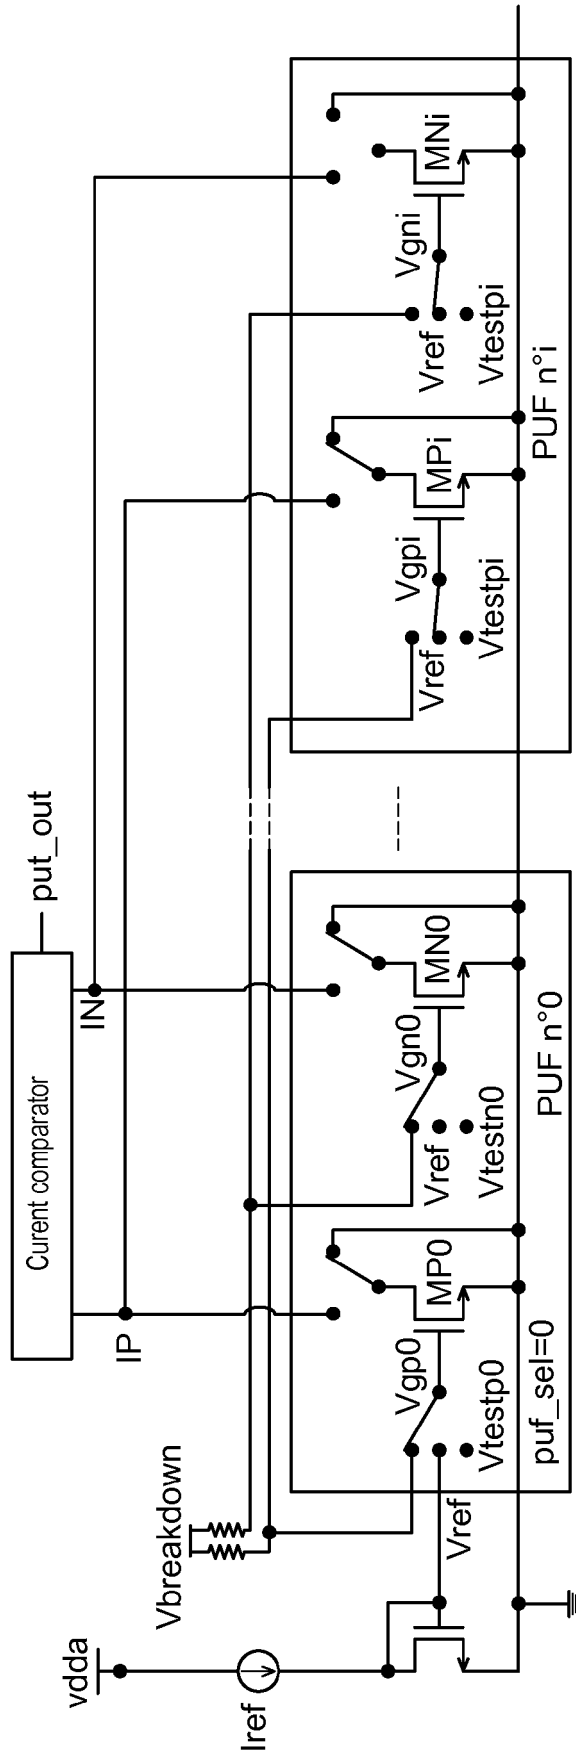 Curent comparator
put_out
IP
IN
vdda
Iref
Vbreakdown
Vref
Vgp0
MP0
Vtestp0
puf_sel=0
Vgn0
MN0
Vref
Vtestn0
PUF n°0
Vgpi
MPi
Vref
Vtestpi
Vgni
MNi
Vref
Vtestpi
PUF n°i